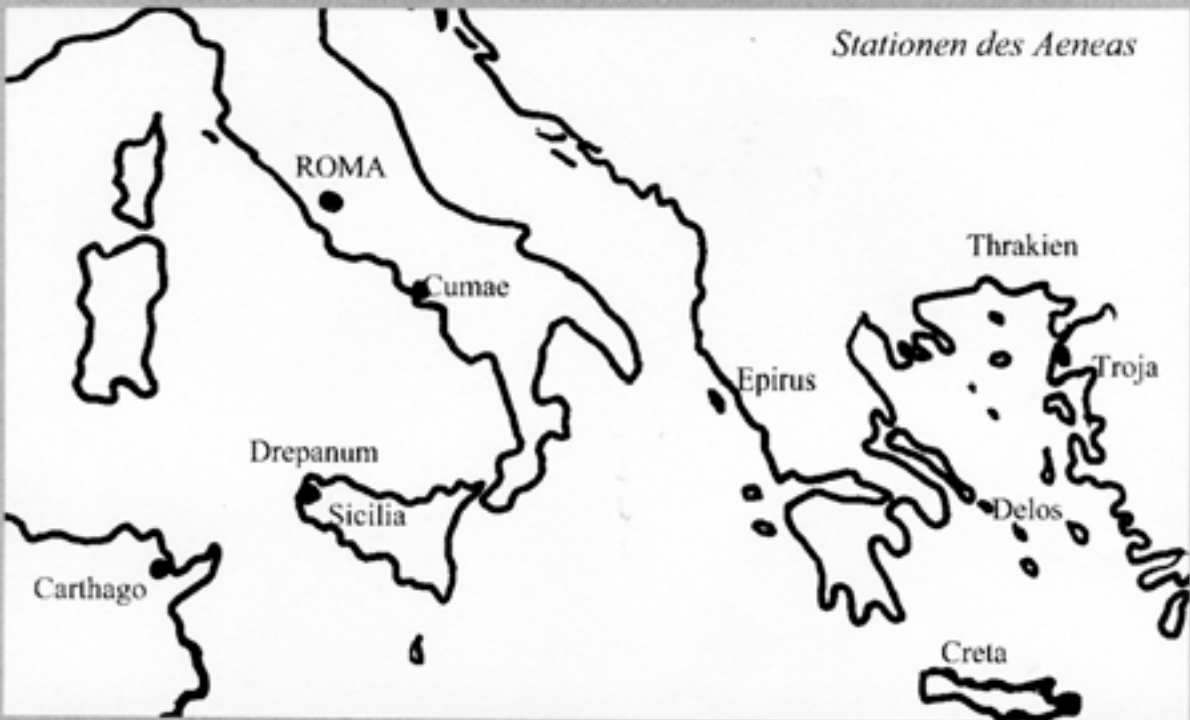 Stationen des Aeneas
ROMA
Thrakien
Cumae
Troja
Epirus
Drepanum
Sicilia
Delos
Carthago
Creta